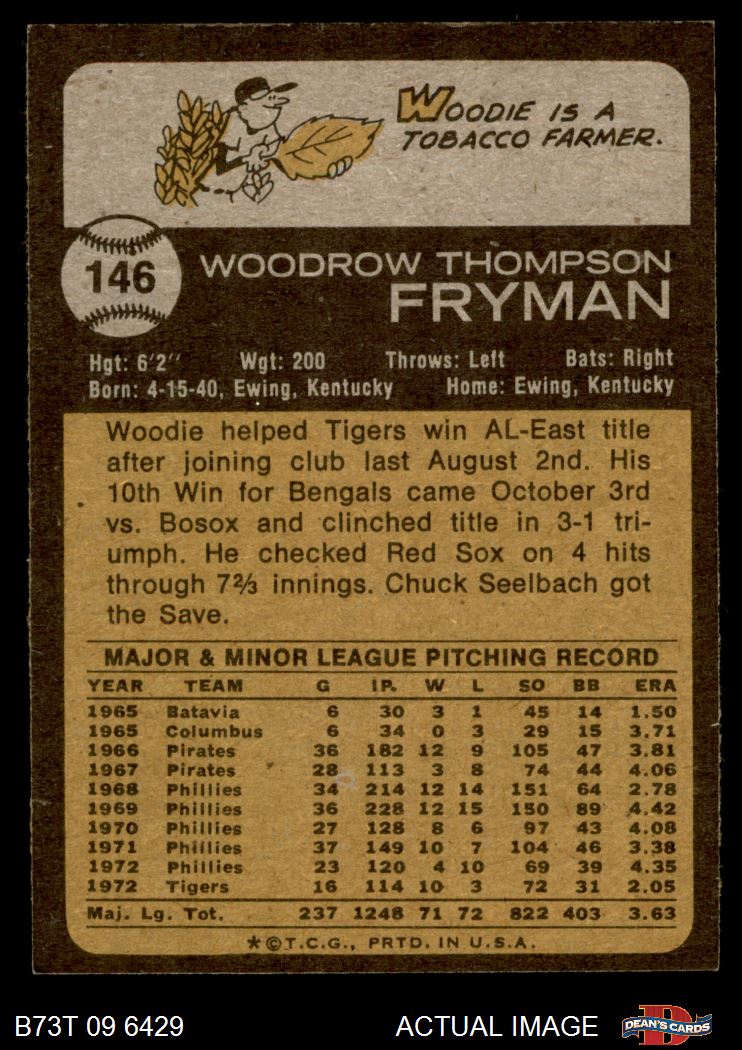 WOODIE IS A
TOBACCO FARMER.
146
WOODROW THOMPSON
FRYMAN
Hgt: 6'2" Wgt: 200 Throws: Left Bats: Right
Born: 4-15-40, Ewing, Kentucky Home: Ewing, Kentucky
Woodie helped Tigers win AL-East title
after joining club last August 2nd. His
10th Win for Bengals came October 3rd
vs. Bosox and clinched title in 3-1 tri-
umph. He checked Red Sox on 4 hits
through 7⅔ innings. Chuck Seelbach got
the Save.
MAJOR & MINOR LEAGUE PITCHING RECORD
YEAR TEAM G IP. W L SO BB ERA
1965 Batavia 6 30 3 1 45 14 1.50
1965 Columbus 6 34 0 3 29 15 3.71
1966 Pirates 36 182 12 9 105 47 3.81
1967 Pirates 28 113 3 8 74 44 4.06
1968 Phillies 34 214 12 14 151 64 2.78
1969 Phillies 36 228 12 15 150 89 4.42
1970 Phillies 27 128 8 6 97 43 4.08
1971 Phillies 37 149 10 7 104 46 3.38
1972 Phillies 23 120 4 10 69 39 4.35
1972 Tigers 16 114 10 3 72 31 2.05
Maj. Lg. Tot. 237 1248 71 72 822 403 3.63
★©T.C.G., PRTD. IN U.S.A.
B73T 09 6429 ACTUAL IMAGE D DEAN'S CARDS